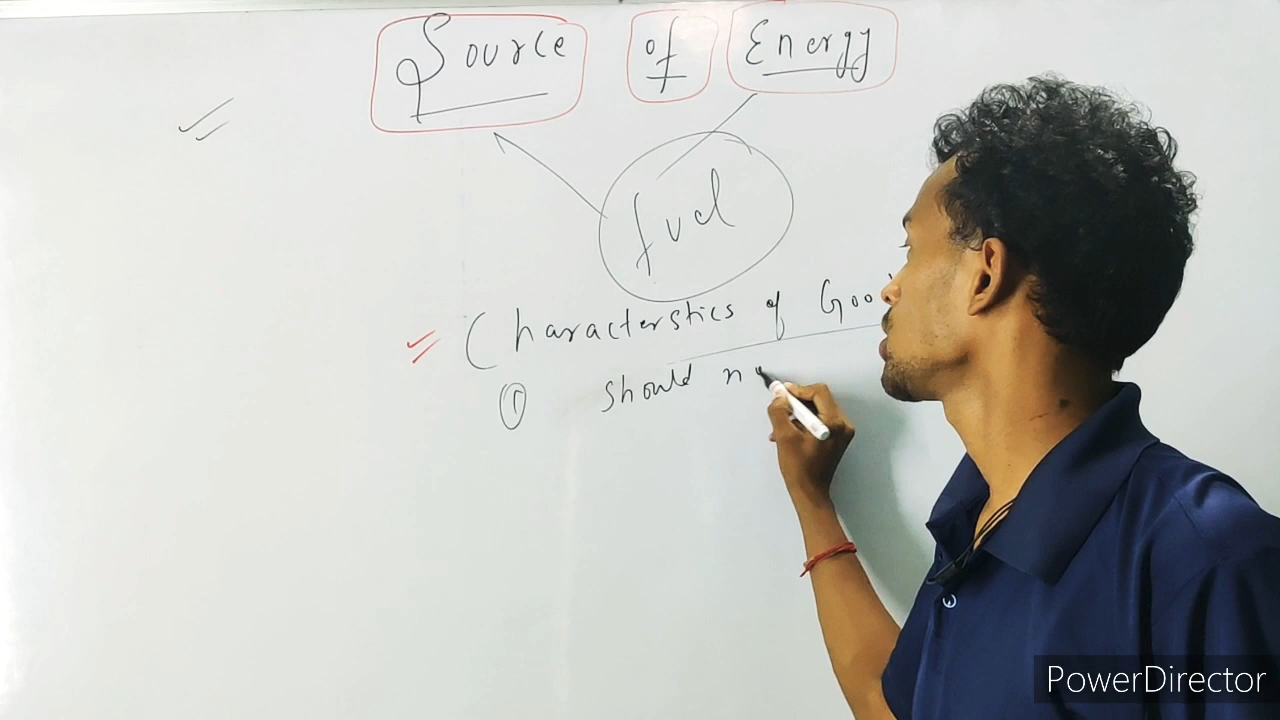 Source of Energy
fuel
Characterstics of Goo
① should n
PowerDirector